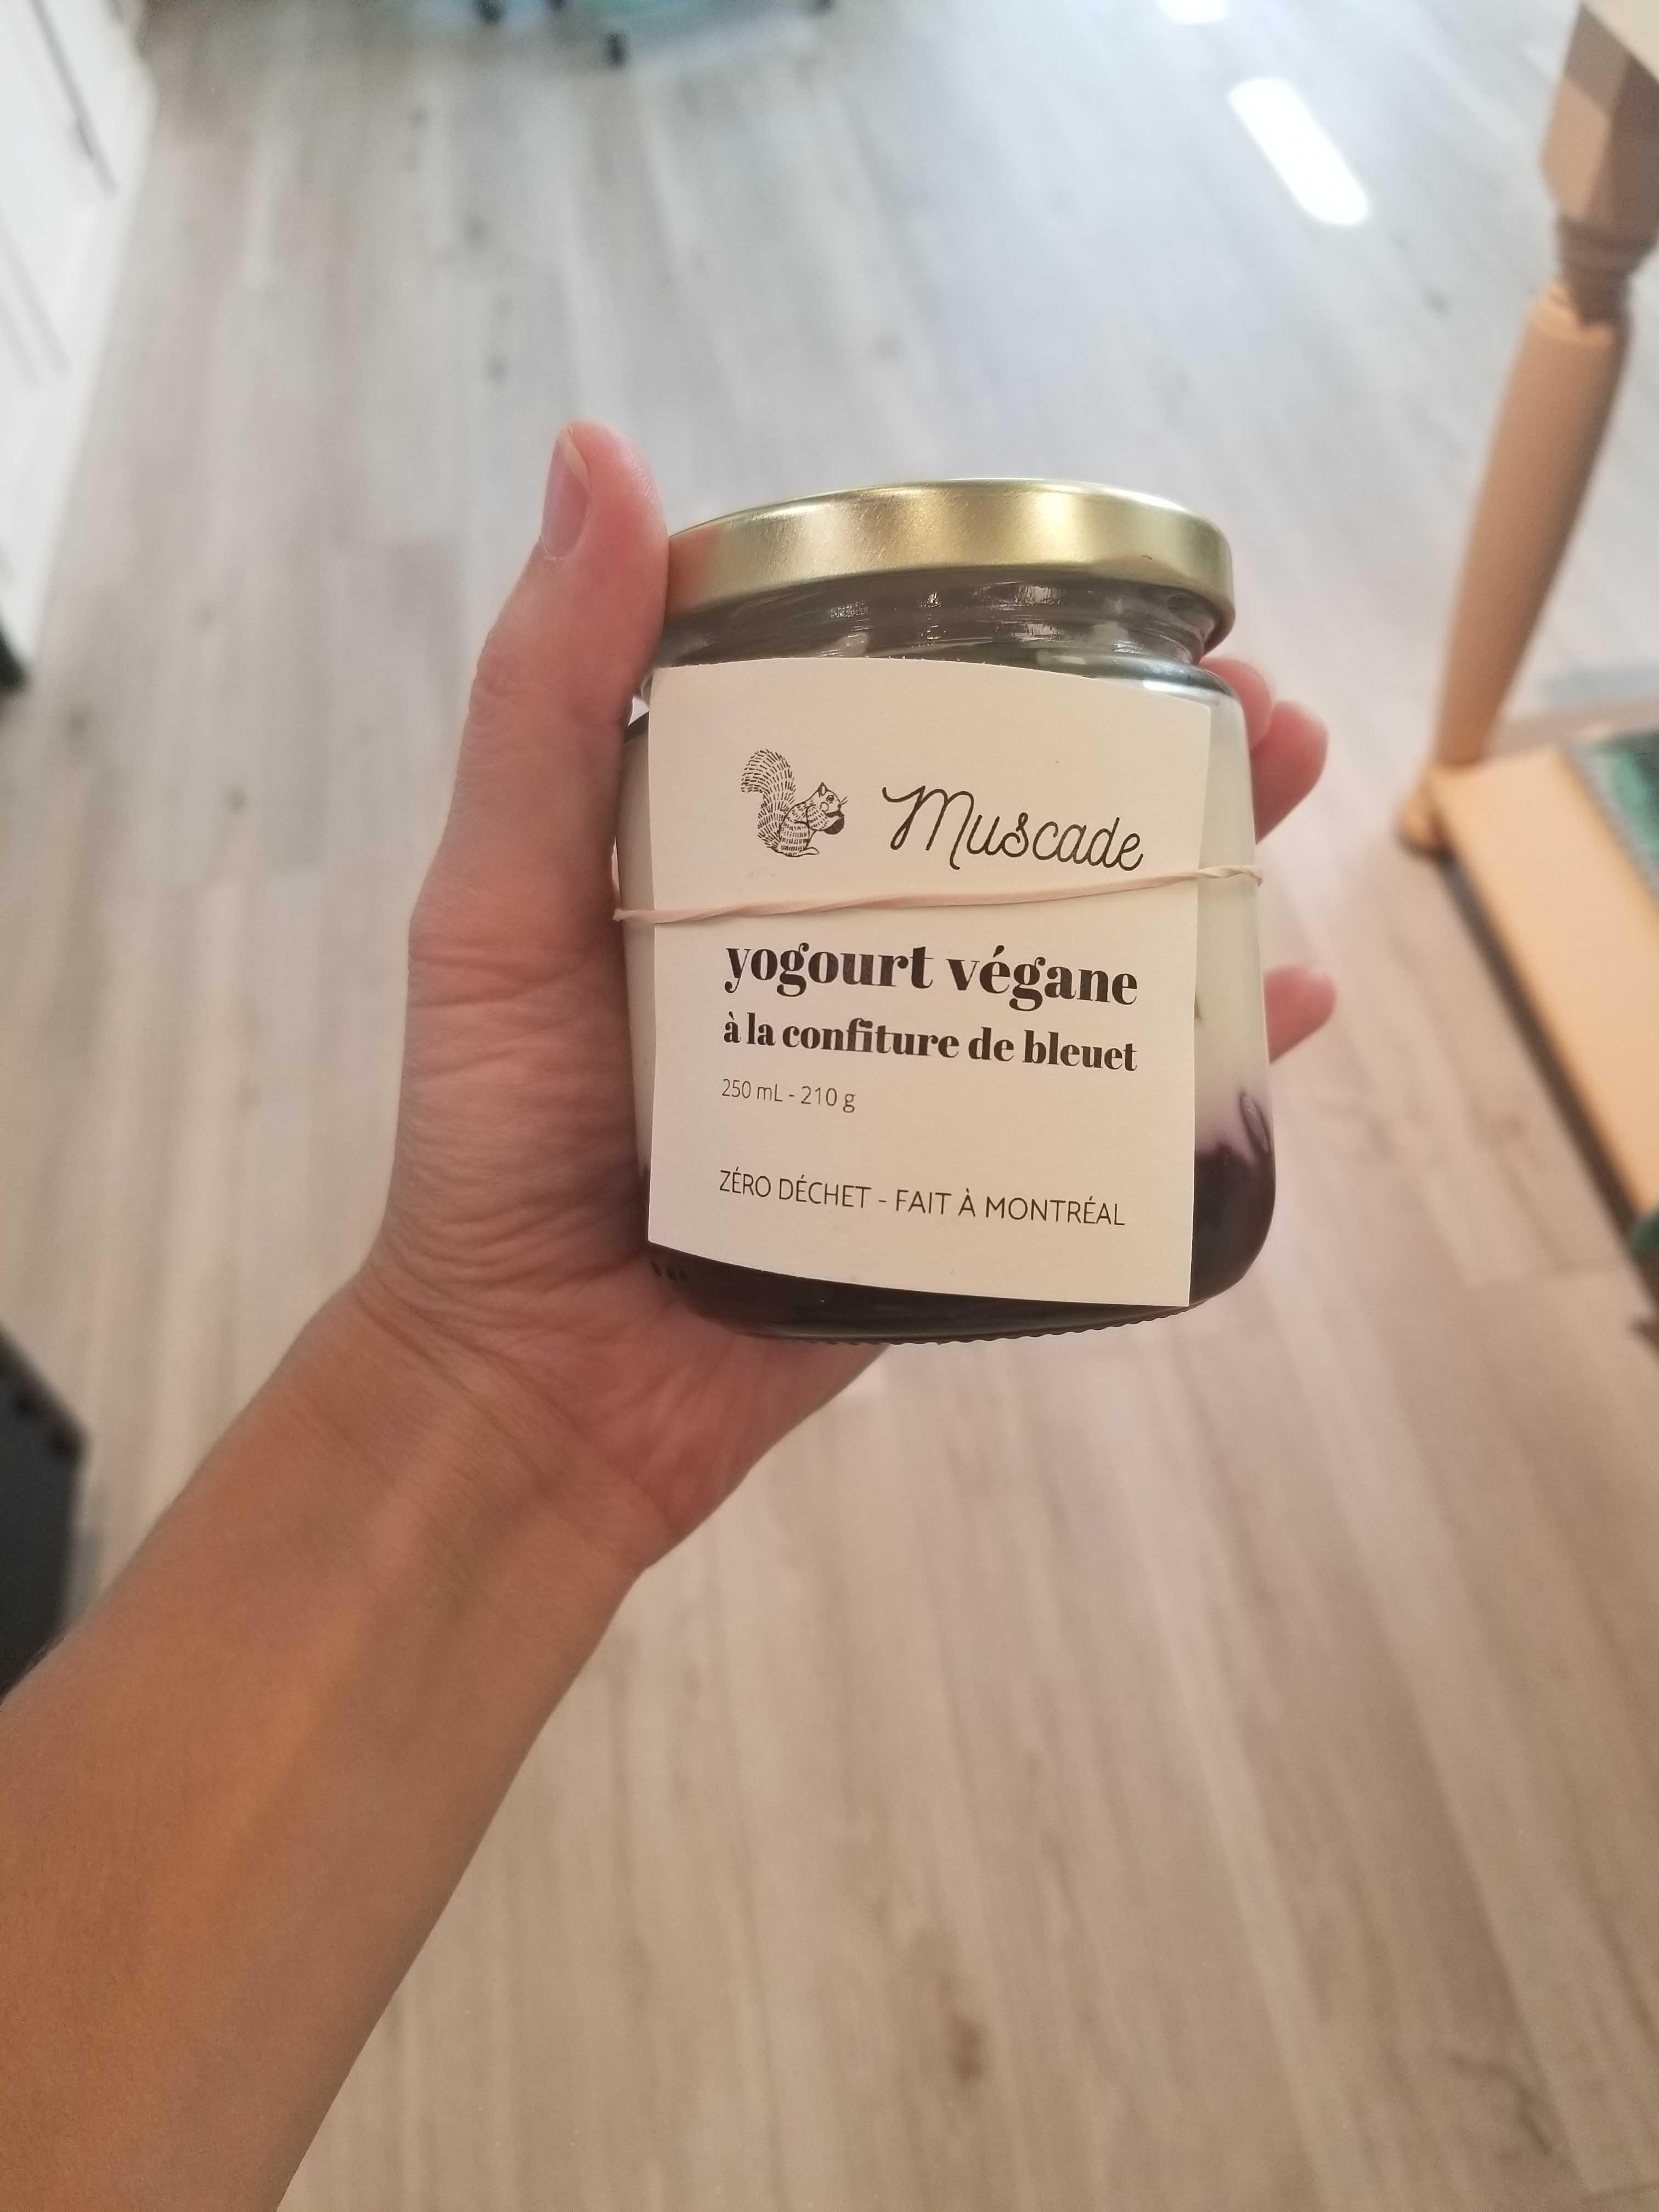 Muscade
yogourt végane
à la confiture de bleuet
250 mL - 210 g
ZÉRO DÉCHET - FAIT À MONTRÉAL